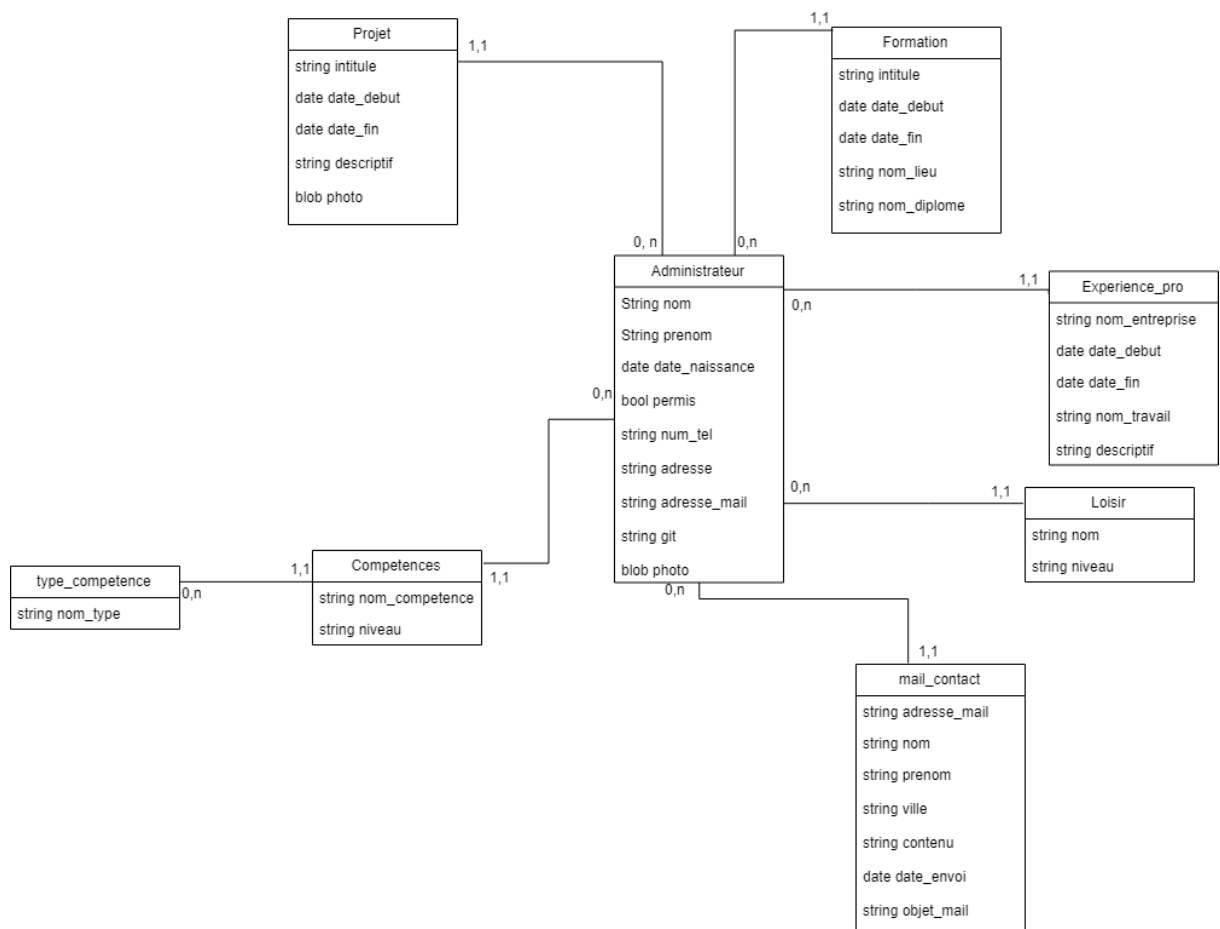 Projet
string intitule
date date_debut
date date_fin
string descriptif
blob photo
1,1
0, n
1,1
Formation
string intitule
date date_debut
date date_fin
string nom_lieu
string nom_diplome
0,n
Administrateur
String nom
String prenom
date date_naissance
bool permis
string num_tel
string adresse
string adresse_mail
string git
blob photo
0,n
1,1
Experience_pro
string nom_entreprise
date date_debut
date date_fin
string nom_travail
string descriptif
0,n
1,1
Loisir
string nom
string niveau
0,n
1,1
Competences
string nom_competence
string niveau
1,1
0,n
type_competence
string nom_type
0,n
1,1
mail_contact
string adresse_mail
string nom
string prenom
string ville
string contenu
date date_envoi
string objet_mail